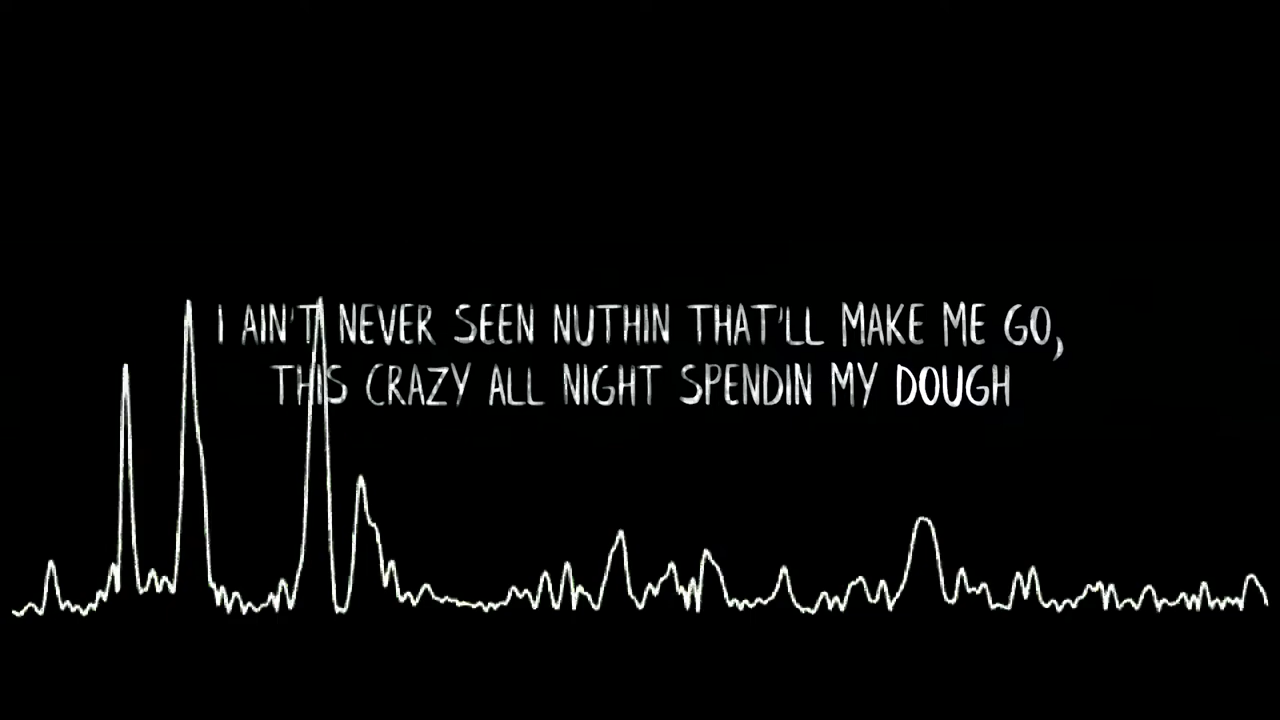 I AIN'T NEVER SEEN NUTHIN THAT'LL MAKE ME GO,
THIS CRAZY ALL NIGHT SPENDIN MY DOUGH